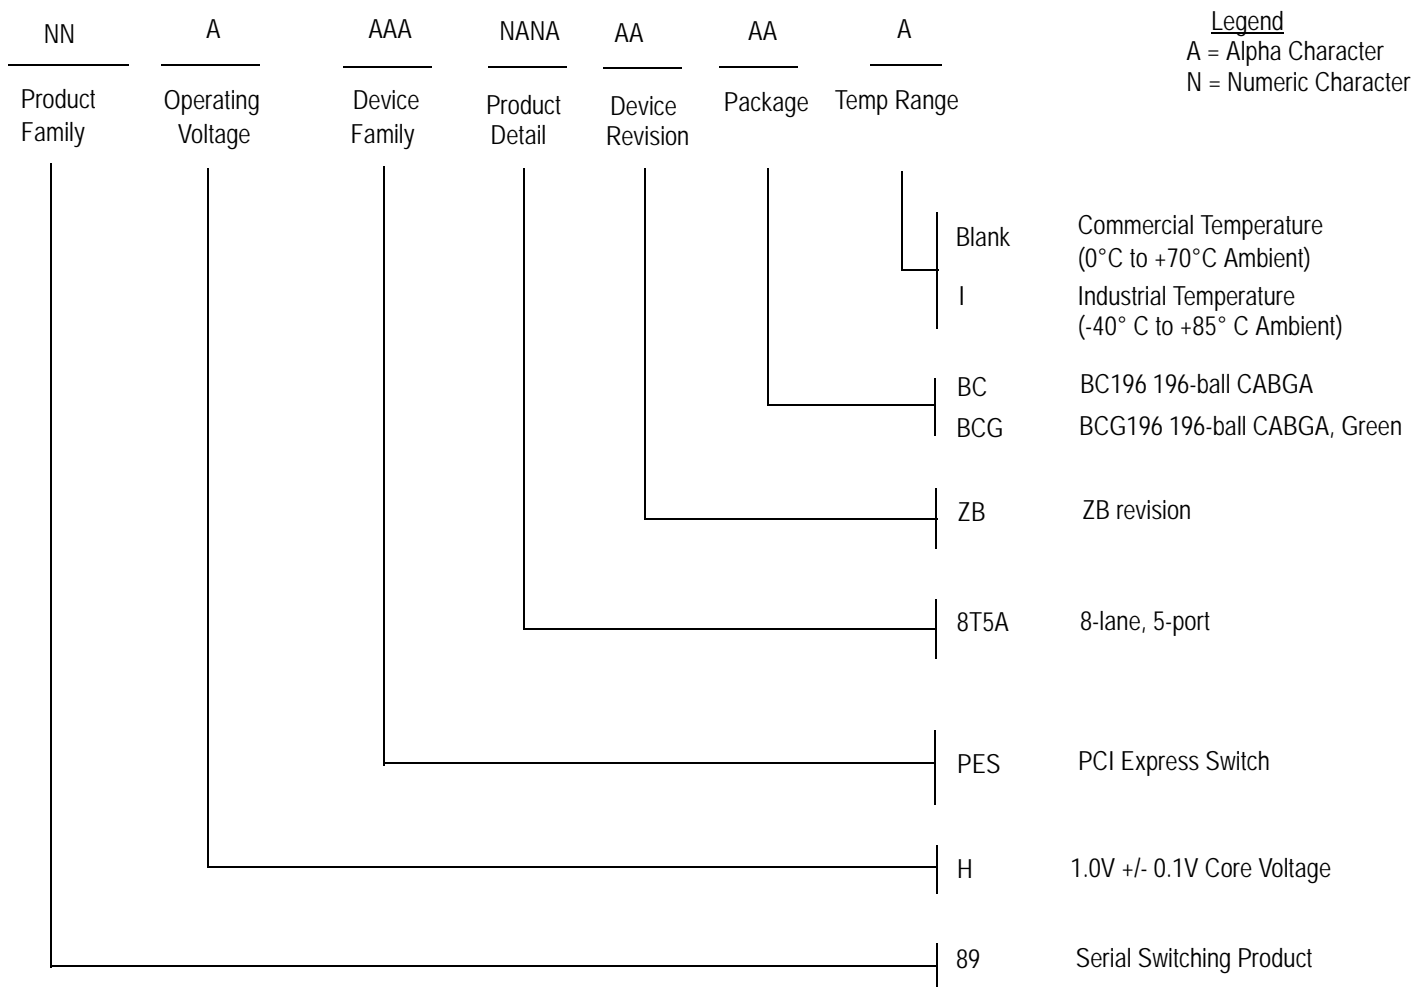 NN A AAA NANA AA AA A
Legend
A = Alpha Character
N = Numeric Character
Product Family
Operating Voltage
Device Family
Product Detail
Device Revision
Package
Temp Range
Blank Commercial Temperature
(0°C to +70°C Ambient)
I Industrial Temperature
(-40° C to +85° C Ambient)
BC BC196 196-ball CABGA
BCG BCG196 196-ball CABGA, Green
ZB ZB revision
8T5A 8-lane, 5-port
PES PCI Express Switch
H 1.0V +/- 0.1V Core Voltage
89 Serial Switching Product